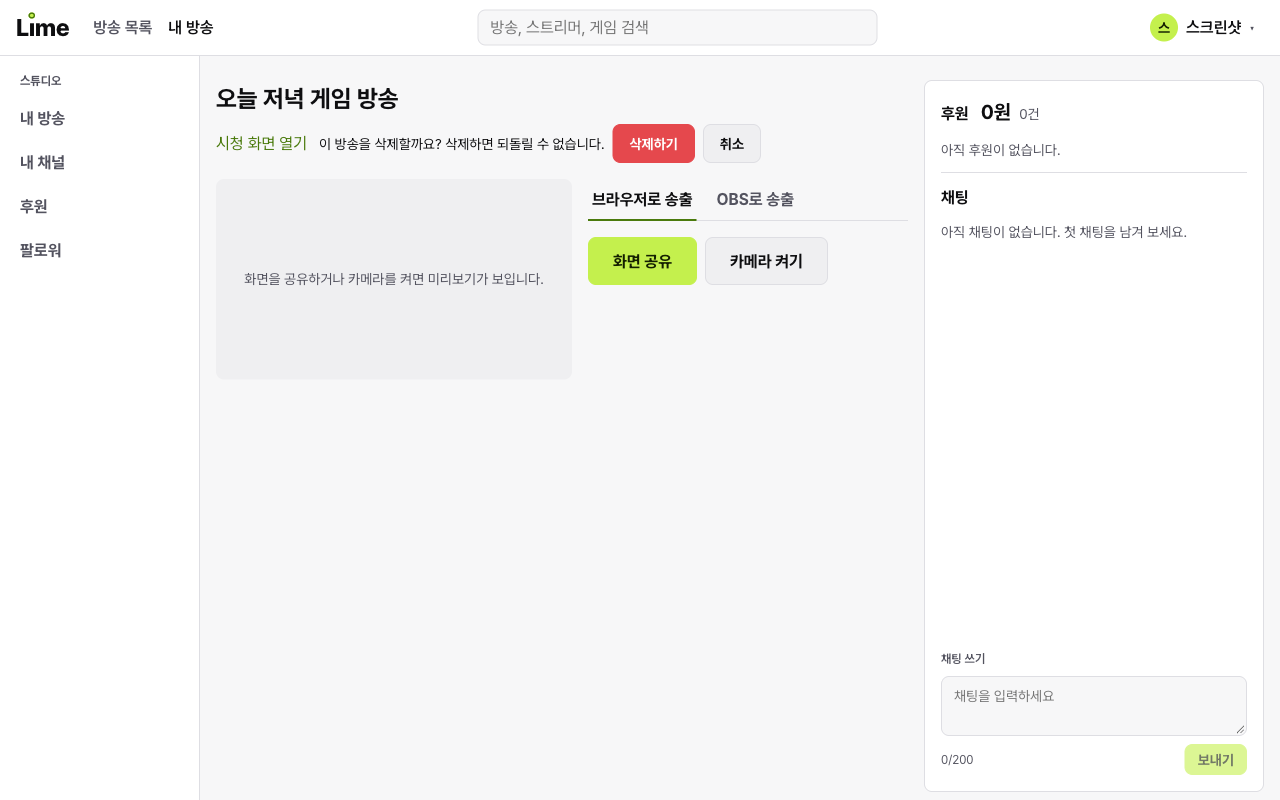 Lime
방송 목록
내 방송
방송, 스트리머, 게임 검색
스
스크린샷
스튜디오
내 방송
내 채널
후원
팔로워
오늘 저녁 게임 방송
시청 화면 열기
이 방송을 삭제할까요? 삭제하면 되돌릴 수 없습니다.
삭제하기
취소
화면을 공유하거나 카메라를 켜면 미리보기가 보입니다.
브라우저로 송출
OBS로 송출
화면 공유
카메라 켜기
후원 0원 0건
아직 후원이 없습니다.
채팅
아직 채팅이 없습니다. 첫 채팅을 남겨 보세요.
채팅 쓰기
채팅을 입력하세요
0/200
보내기